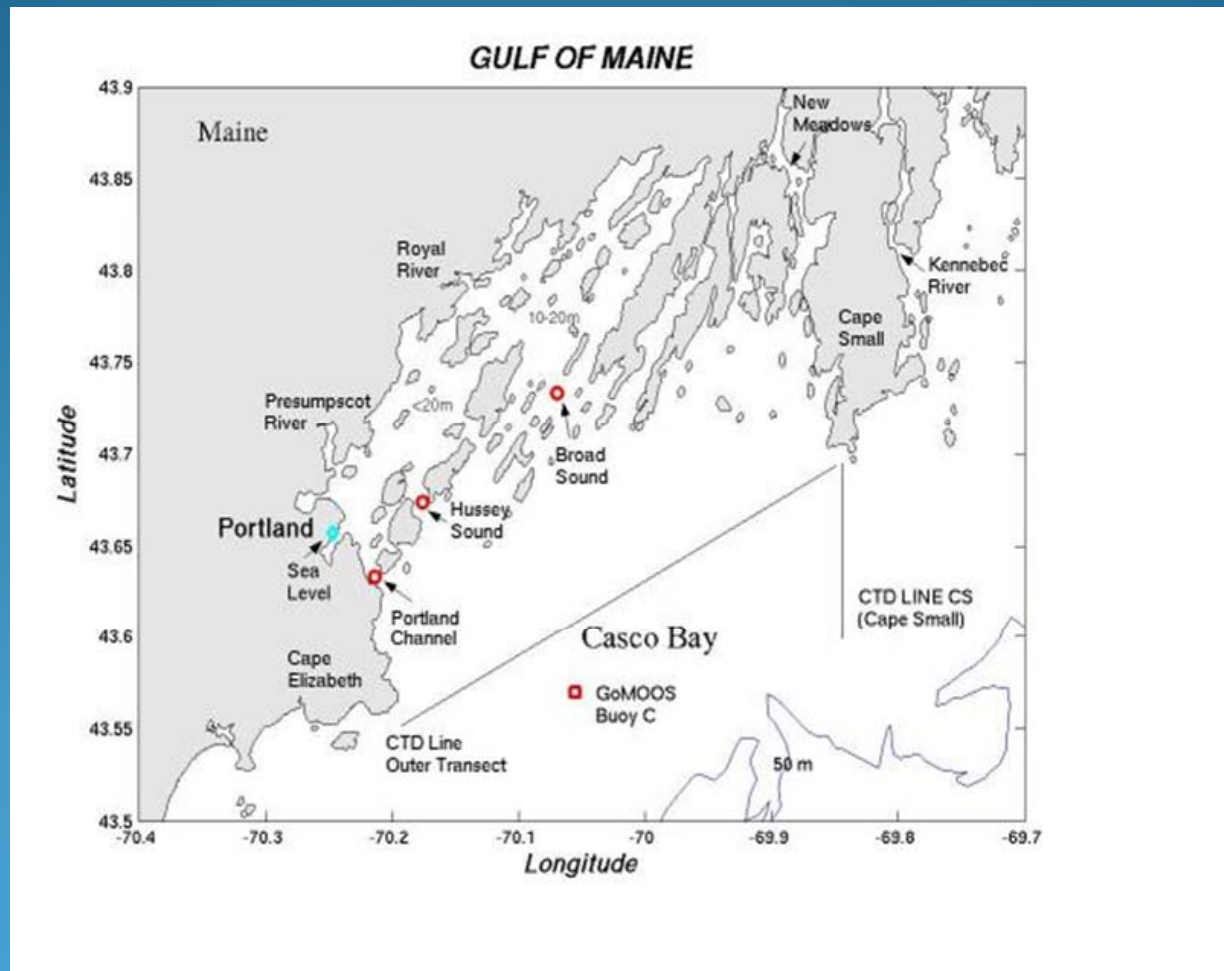 GULF OF MAINE
43.9
43.85
43.8
43.75
43.7
43.65
43.6
43.55
43.5
Latitude
Maine
New
Meadows
Royal
River
Kennebec
River
10-20m
Cape
Small
<20m
Presumpscot
River
Broad
Sound
Hussey
Sound
Portland
Sea
Level
Portland
Channel
CTD LINE CS
(Cape Small)
Casco Bay
Cape
Elizabeth
GoMOOS
Buoy C
CTD Line
Outer Transect
50 m
-70.4
-70.3
-70.2
-70.1
-70
-69.9
-69.8
-69.7
Longitude